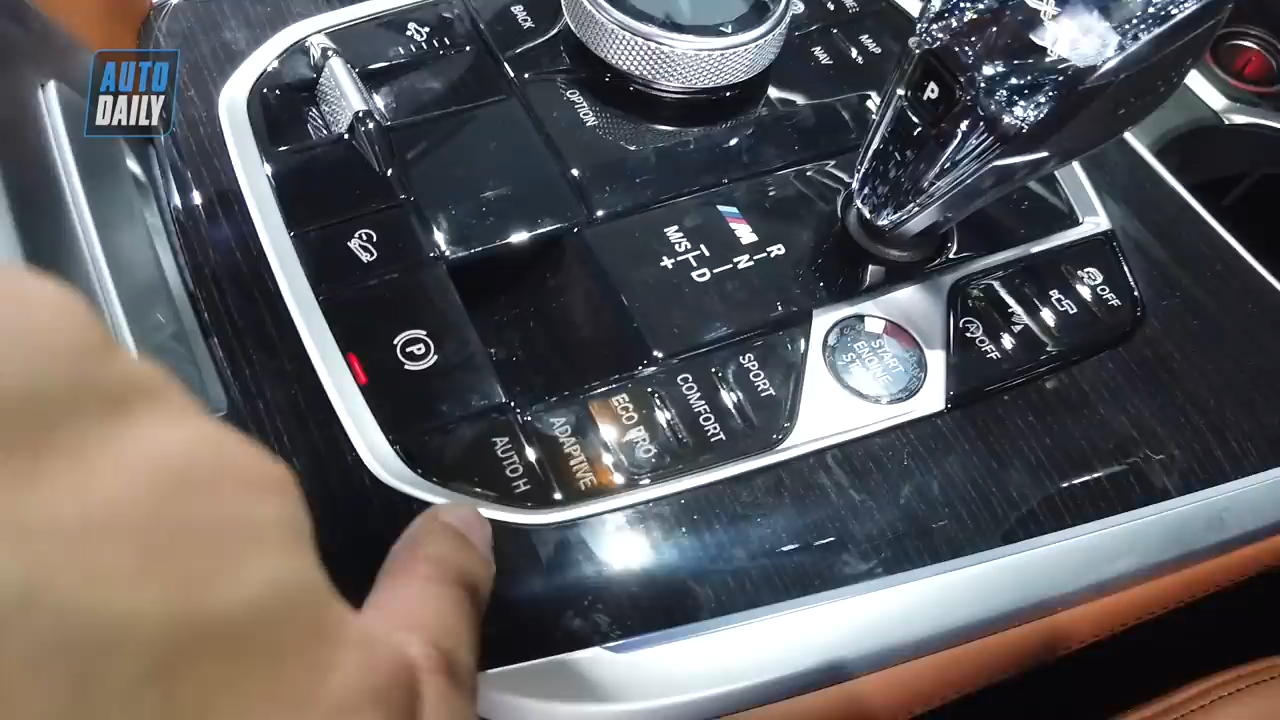 AUTO
DAILY
BACK
OPTION
NAV
MAP
P
M
M/S
+
D
N
R
P
AUTO H
ADAPTIVE
ECO PRO
COMFORT
SPORT
START
ENGINE
OFF
A OFF